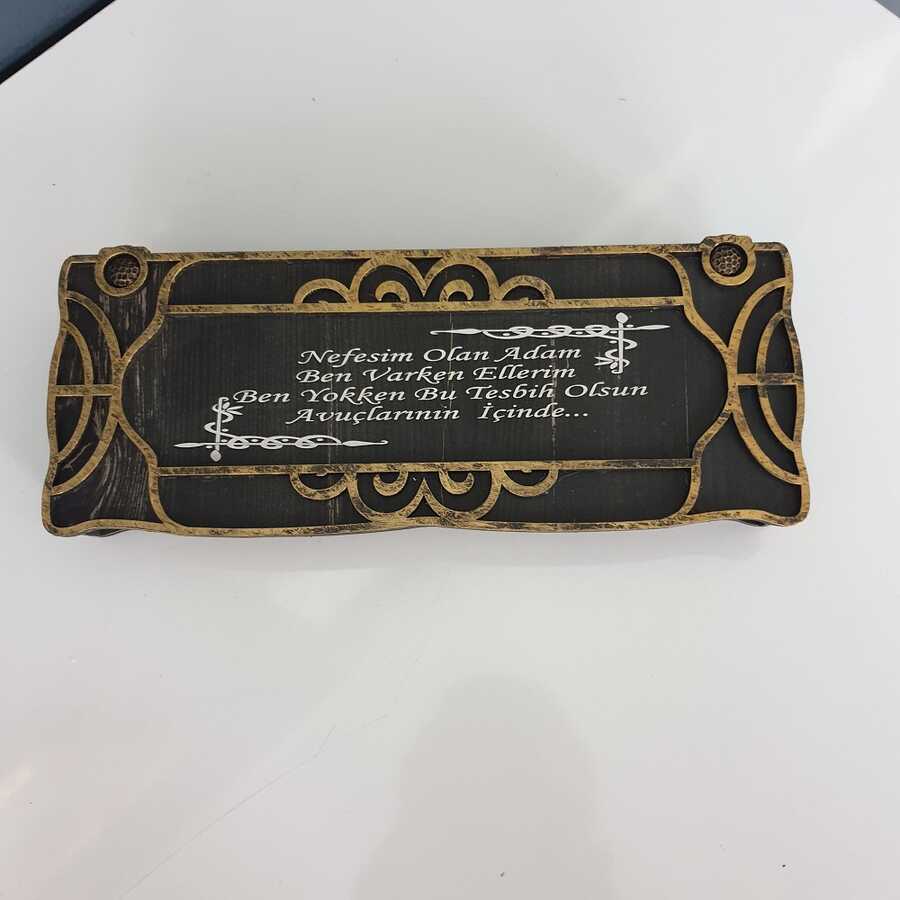 Nefesim Olan Adam
Ben Varken Ellerim
Ben Yokken Bu Tesbih Olsun
Avuçlarının İçinde...